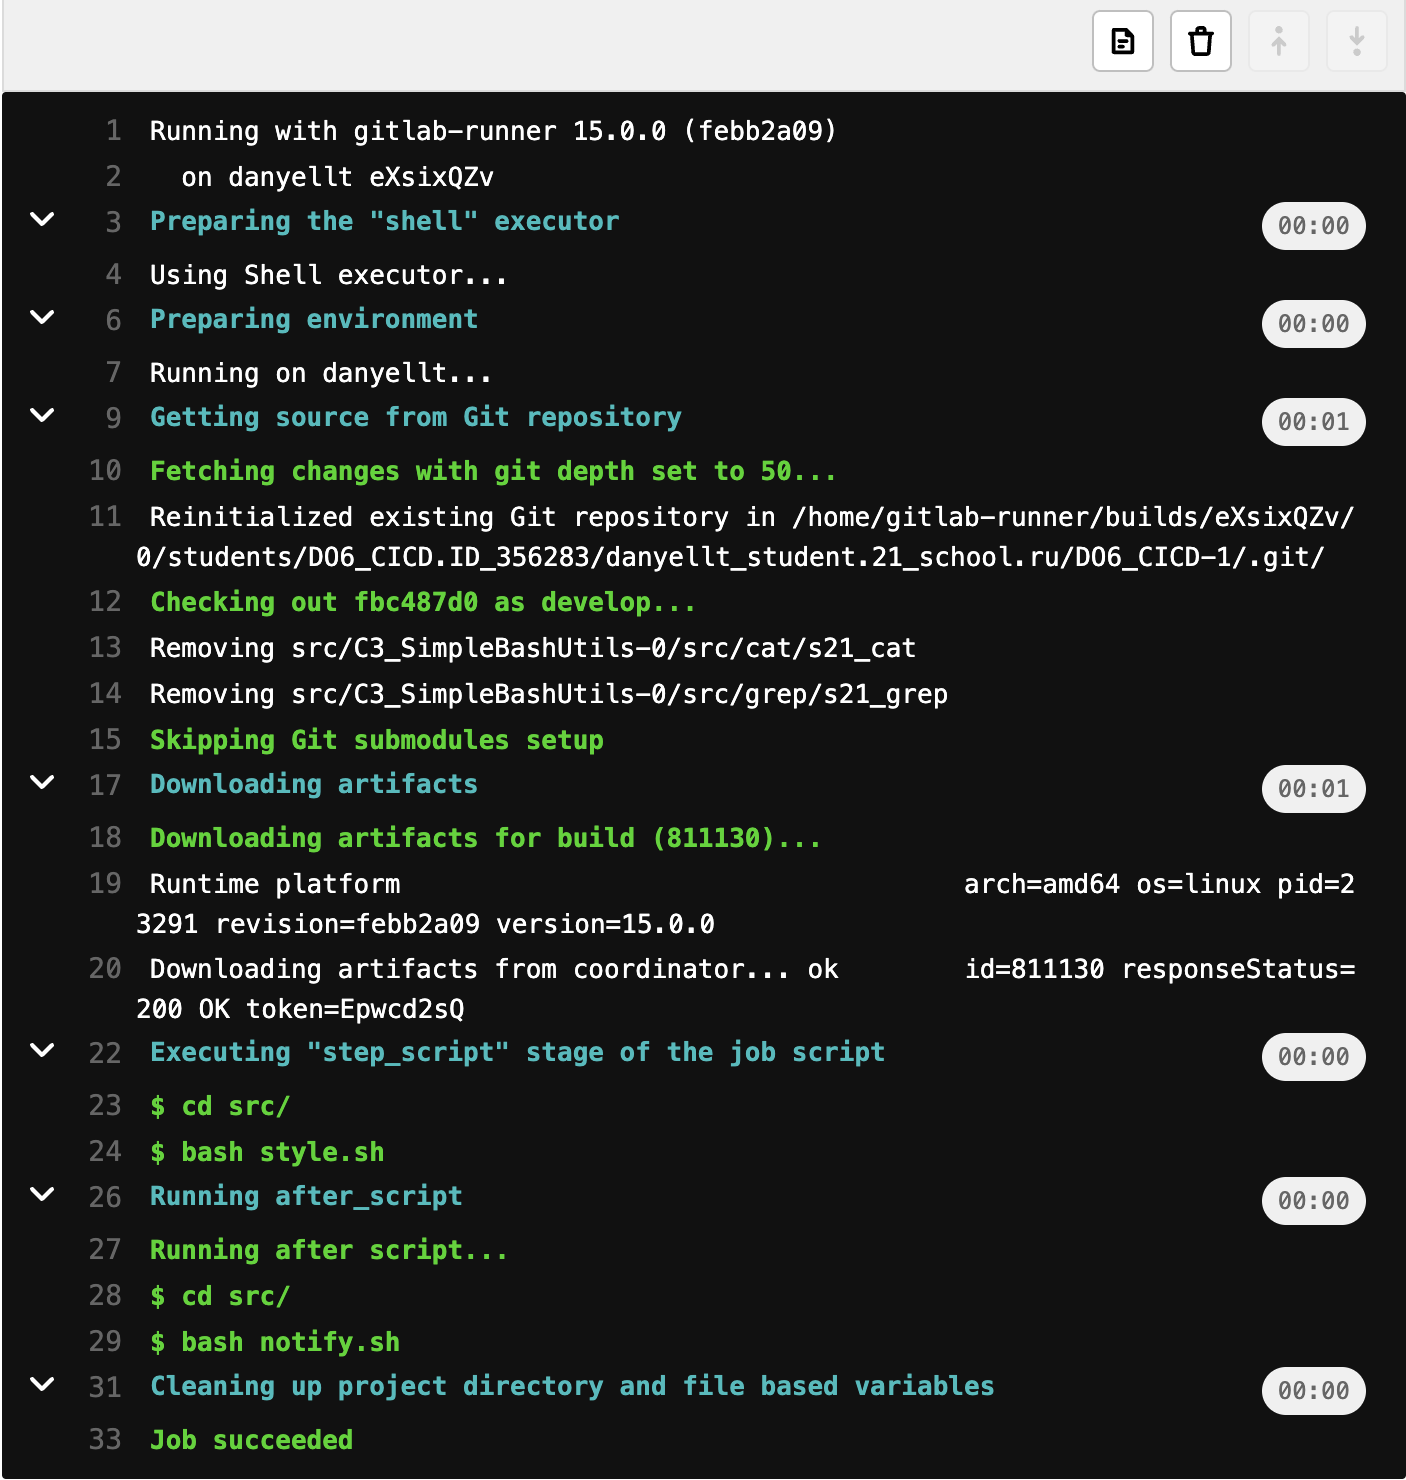 1 Running with gitlab-runner 15.0.0 (febb2a09)
2 on danyellt eXsixQZv
3 Preparing the "shell" executor 00:00
4 Using Shell executor...
6 Preparing environment 00:00
7 Running on danyellt...
9 Getting source from Git repository 00:01
10 Fetching changes with git depth set to 50...
11 Reinitialized existing Git repository in /home/gitlab-runner/builds/eXsixQZv/
0/students/DO6_CICD.ID_356283/danyellt_student.21_school.ru/DO6_CICD-1/.git/
12 Checking out fbc487d0 as develop...
13 Removing src/C3_SimpleBashUtils-0/src/cat/s21_cat
14 Removing src/C3_SimpleBashUtils-0/src/grep/s21_grep
15 Skipping Git submodules setup
17 Downloading artifacts 00:01
18 Downloading artifacts for build (811130)...
19 Runtime platform arch=amd64 os=linux pid=2
3291 revision=febb2a09 version=15.0.0
20 Downloading artifacts from coordinator... ok id=811130 responseStatus=
200 OK token=Epwcd2sQ
22 Executing "step_script" stage of the job script 00:00
23 $ cd src/
24 $ bash style.sh
26 Running after_script 00:00
27 Running after script...
28 $ cd src/
29 $ bash notify.sh
31 Cleaning up project directory and file based variables 00:00
33 Job succeeded